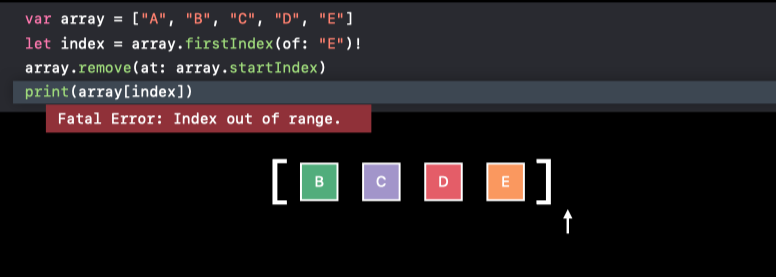 var array = ["A", "B", "C", "D", "E"]
let index = array.firstIndex(of: "E")!
array.remove(at: array.startIndex)
print(array[index])
Fatal Error: Index out of range.
[ B C D E ]